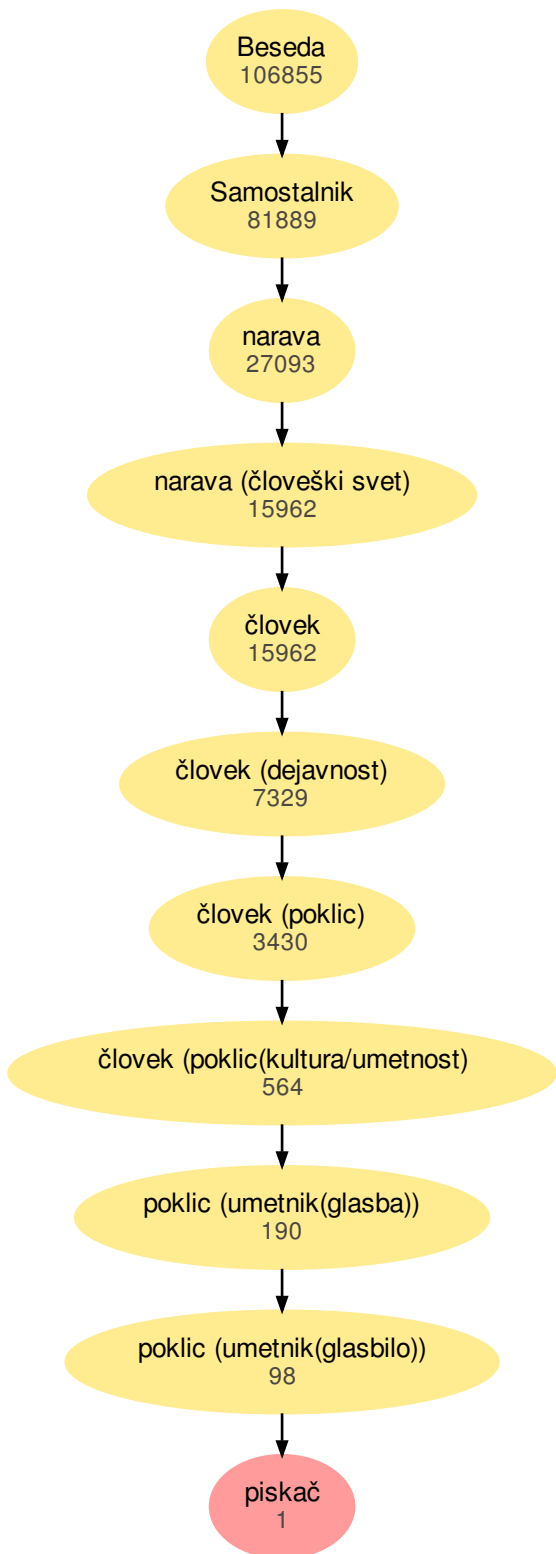 Beseda
106855
Samostalnik
81889
narava
27093
narava (človeški svet)
15962
človek
15962
človek (dejavnost)
7329
človek (poklic)
3430
človek (poklic(kultura/umetnost)
564
poklic (umetnik(glasba))
190
poklic (umetnik(glasbilo))
98
piskač
1